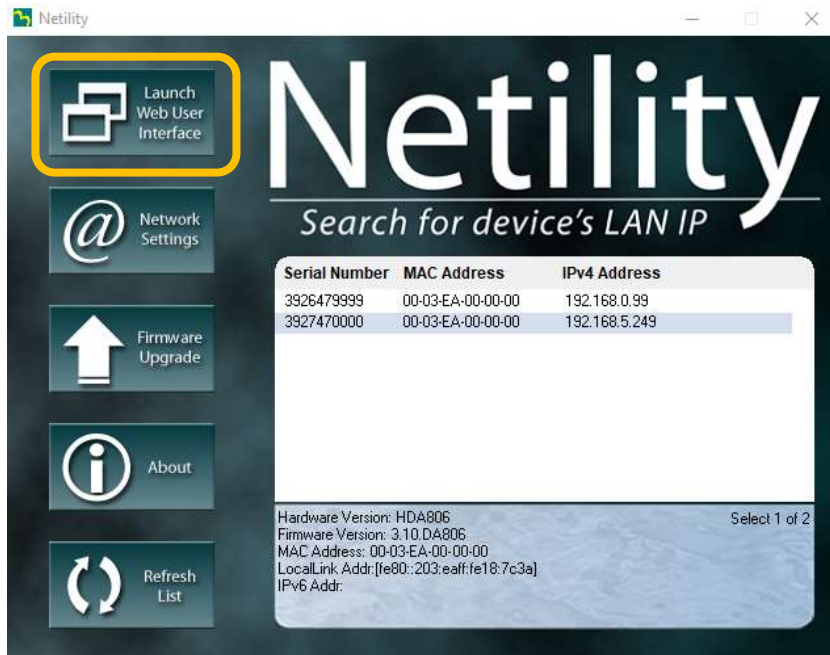 Netility
Launch
Web User
Interface
Netility
Search for device's LAN IP
Network
Settings
Serial Number MAC Address IPv4 Address
3926479999 00-03-EA-00-00-00 192.168.0.99
3927470000 00-03-EA-00-00-00 192.168.5.249
Firmware
Upgrade
About
Hardware Version: HDA806
Select 1 of 2
Firmware Version: 3.10.DA806
MAC Address: 00-03-EA-00-00-00
LocalLink Addr:[fe80::203:eaff:fe18:7c3a]
IPv6 Addr:
Refresh
List